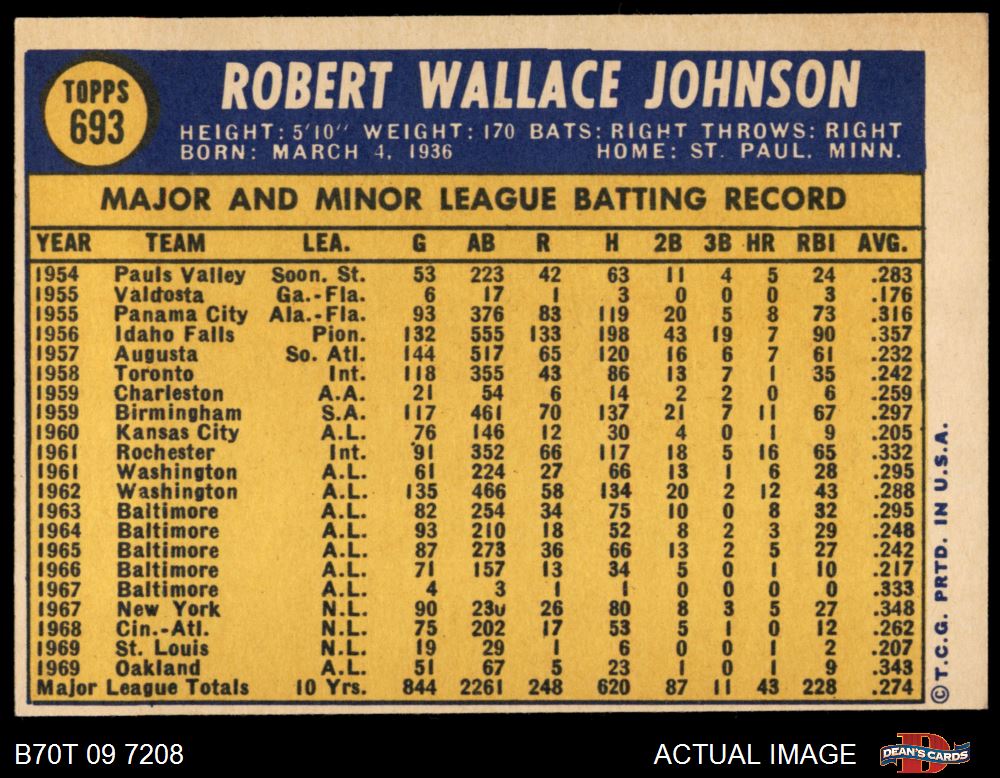 TOPPS
693
ROBERT WALLACE JOHNSON
HEIGHT: 5'10" WEIGHT: 170 BATS: RIGHT THROWS: RIGHT
BORN: MARCH 4, 1936 HOME: ST. PAUL, MINN.
MAJOR AND MINOR LEAGUE BATTING RECORD
YEAR TEAM LEA. G AB R H 2B 3B HR RBI AVG.
1954 Pauls Valley Soon. St. 53 223 42 63 11 4 5 24 .283
1955 Valdosta Ga.-Fla. 6 17 1 3 0 0 0 3 .176
1955 Panama City Ala.-Fla. 93 376 83 119 20 5 8 73 .316
1956 Idaho Falls Pion. 132 555 133 198 43 19 7 90 .357
1957 Augusta So. Atl. 144 517 65 120 16 6 7 61 .232
1958 Toronto Int. 118 355 43 86 13 7 1 35 .242
1959 Charleston A.A. 21 54 6 14 2 2 0 6 .259
1959 Birmingham S.A. 117 461 70 137 21 7 11 67 .297
1960 Kansas City A.L. 76 146 12 30 4 0 1 9 .205
1961 Rochester Int. 91 352 66 117 18 5 16 65 .332
1961 Washington A.L. 61 224 27 66 13 1 6 28 .295
1962 Washington A.L. 135 466 58 134 20 2 12 43 .288
1963 Baltimore A.L. 82 254 34 75 10 0 8 32 .295
1964 Baltimore A.L. 93 210 18 52 8 2 3 29 .248
1965 Baltimore A.L. 87 273 36 66 13 2 5 27 .242
1966 Baltimore A.L. 71 157 13 34 5 0 1 10 .217
1967 Baltimore A.L. 4 3 1 1 0 0 0 0 .333
1967 New York N.L. 90 230 26 80 8 3 5 27 .348
1968 Cin.-Atl. N.L. 75 202 17 53 5 1 0 12 .262
1969 St. Louis N.L. 19 29 1 6 0 0 1 2 .207
1969 Oakland A.L. 51 67 5 23 1 0 1 9 .343
Major League Totals 10 Yrs. 844 2261 248 620 87 11 43 228 .274
© T.C.G. PRTD. IN U.S.A.
B70T 09 7208 ACTUAL IMAGE
DEAN'S CARDS